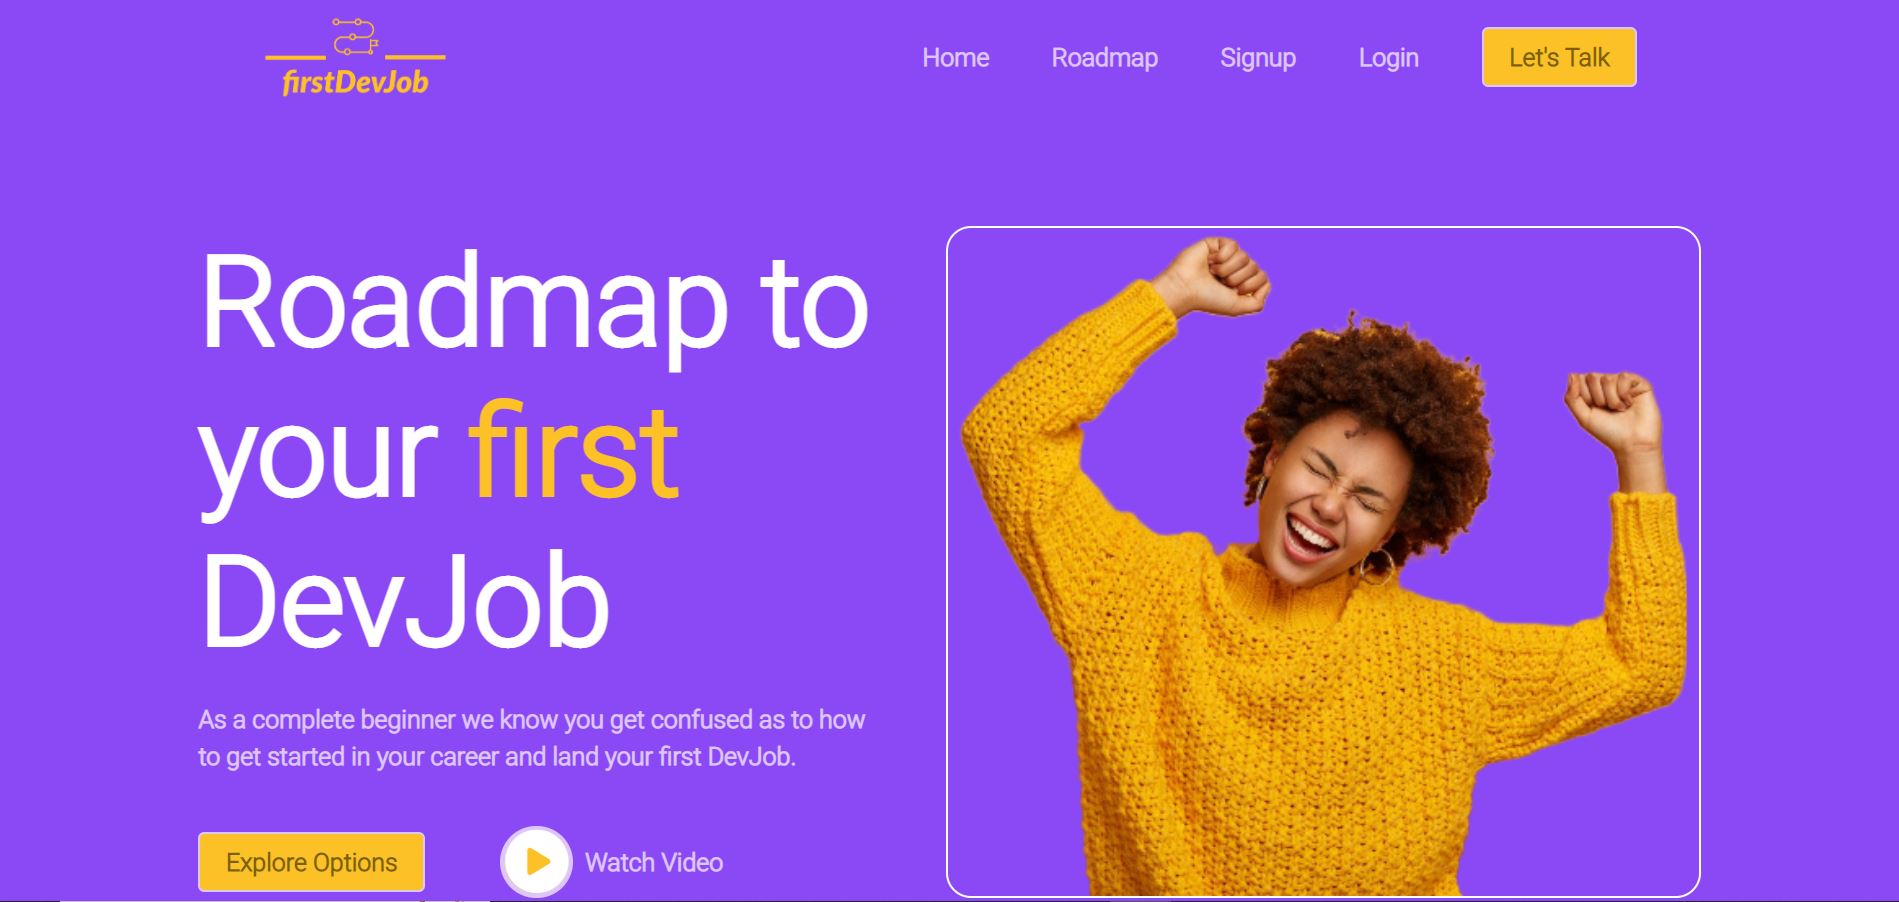 firstDevJob
Home Roadmap Signup Login Let's Talk
Roadmap to
your first
DevJob
As a complete beginner we know you get confused as to how
to get started in your career and land your first DevJob.
Explore Options Watch Video